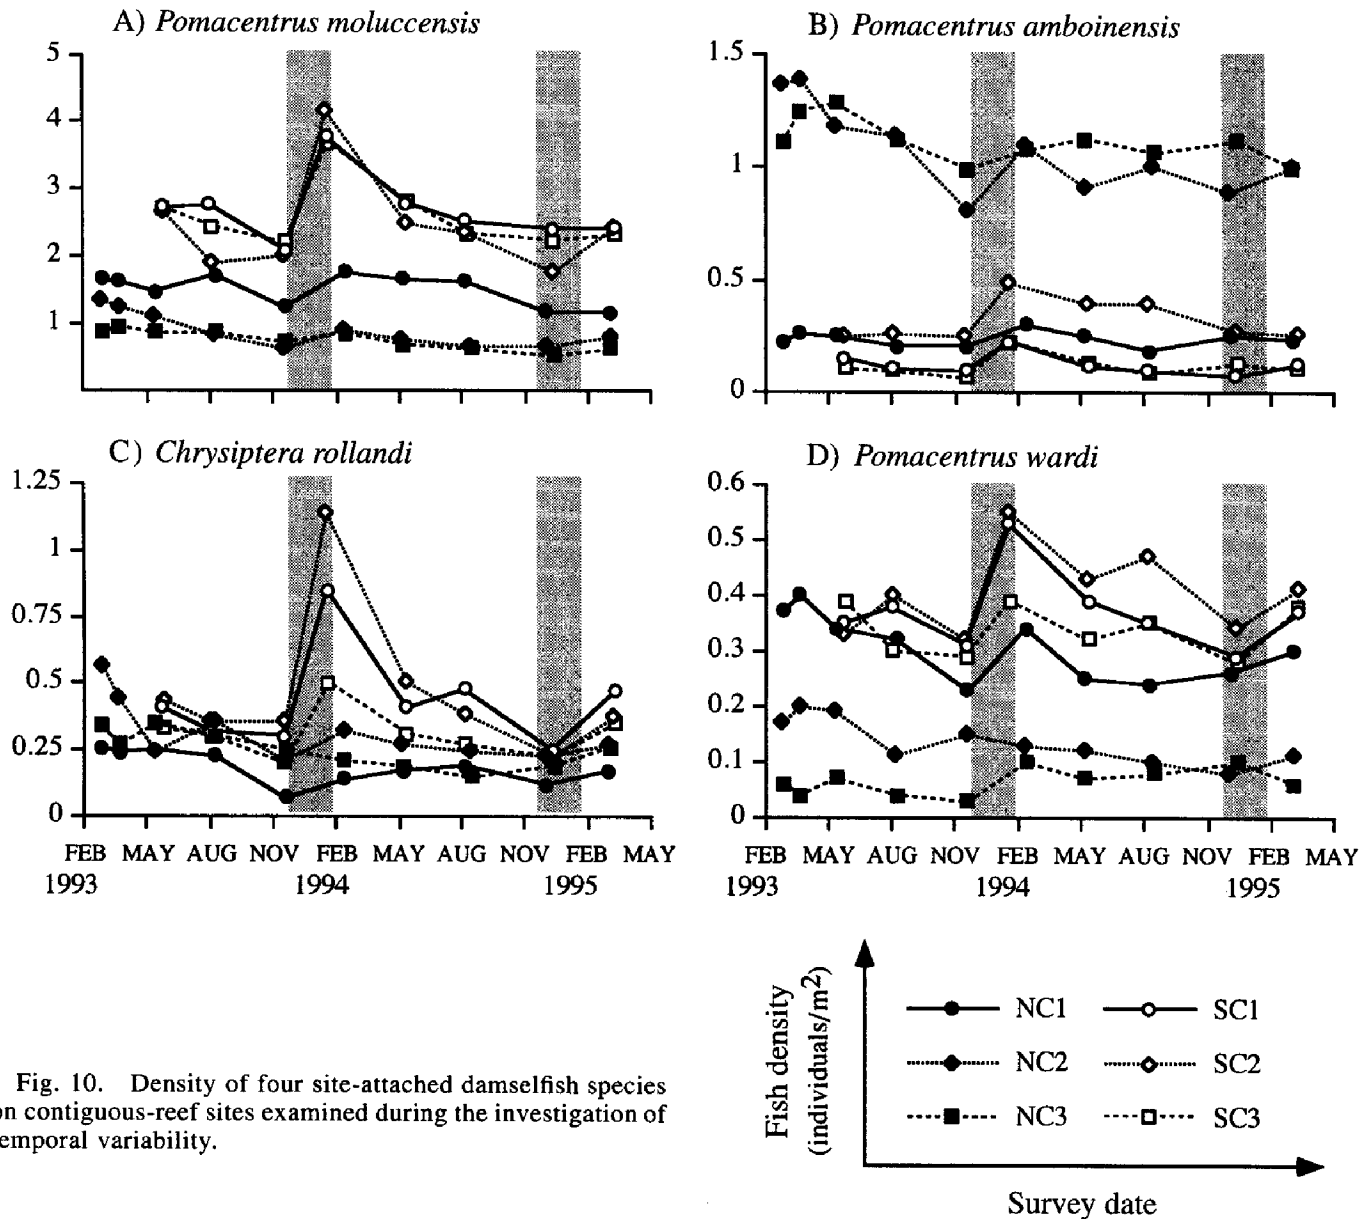 A) Pomacentrus moluccensis
5
4
3
2
1
B) Pomacentrus amboinensis
1.5
1
0.5
0
C) Chrysiptera rollandi
1.25
1
0.75
0.5
0.25
0
FEB MAY AUG NOV FEB MAY AUG NOV FEB MAY
1993 1994 1995
D) Pomacentrus wardi
0.6
0.5
0.4
0.3
0.2
0.1
0
FEB MAY AUG NOV FEB MAY AUG NOV FEB MAY
1993 1994 1995
Fish density
(individuals/m2)
NC1 SC1
NC2 SC2
NC3 SC3
Survey date
Fig. 10. Density of four site-attached damselfish species
on contiguous-reef sites examined during the investigation of
temporal variability.